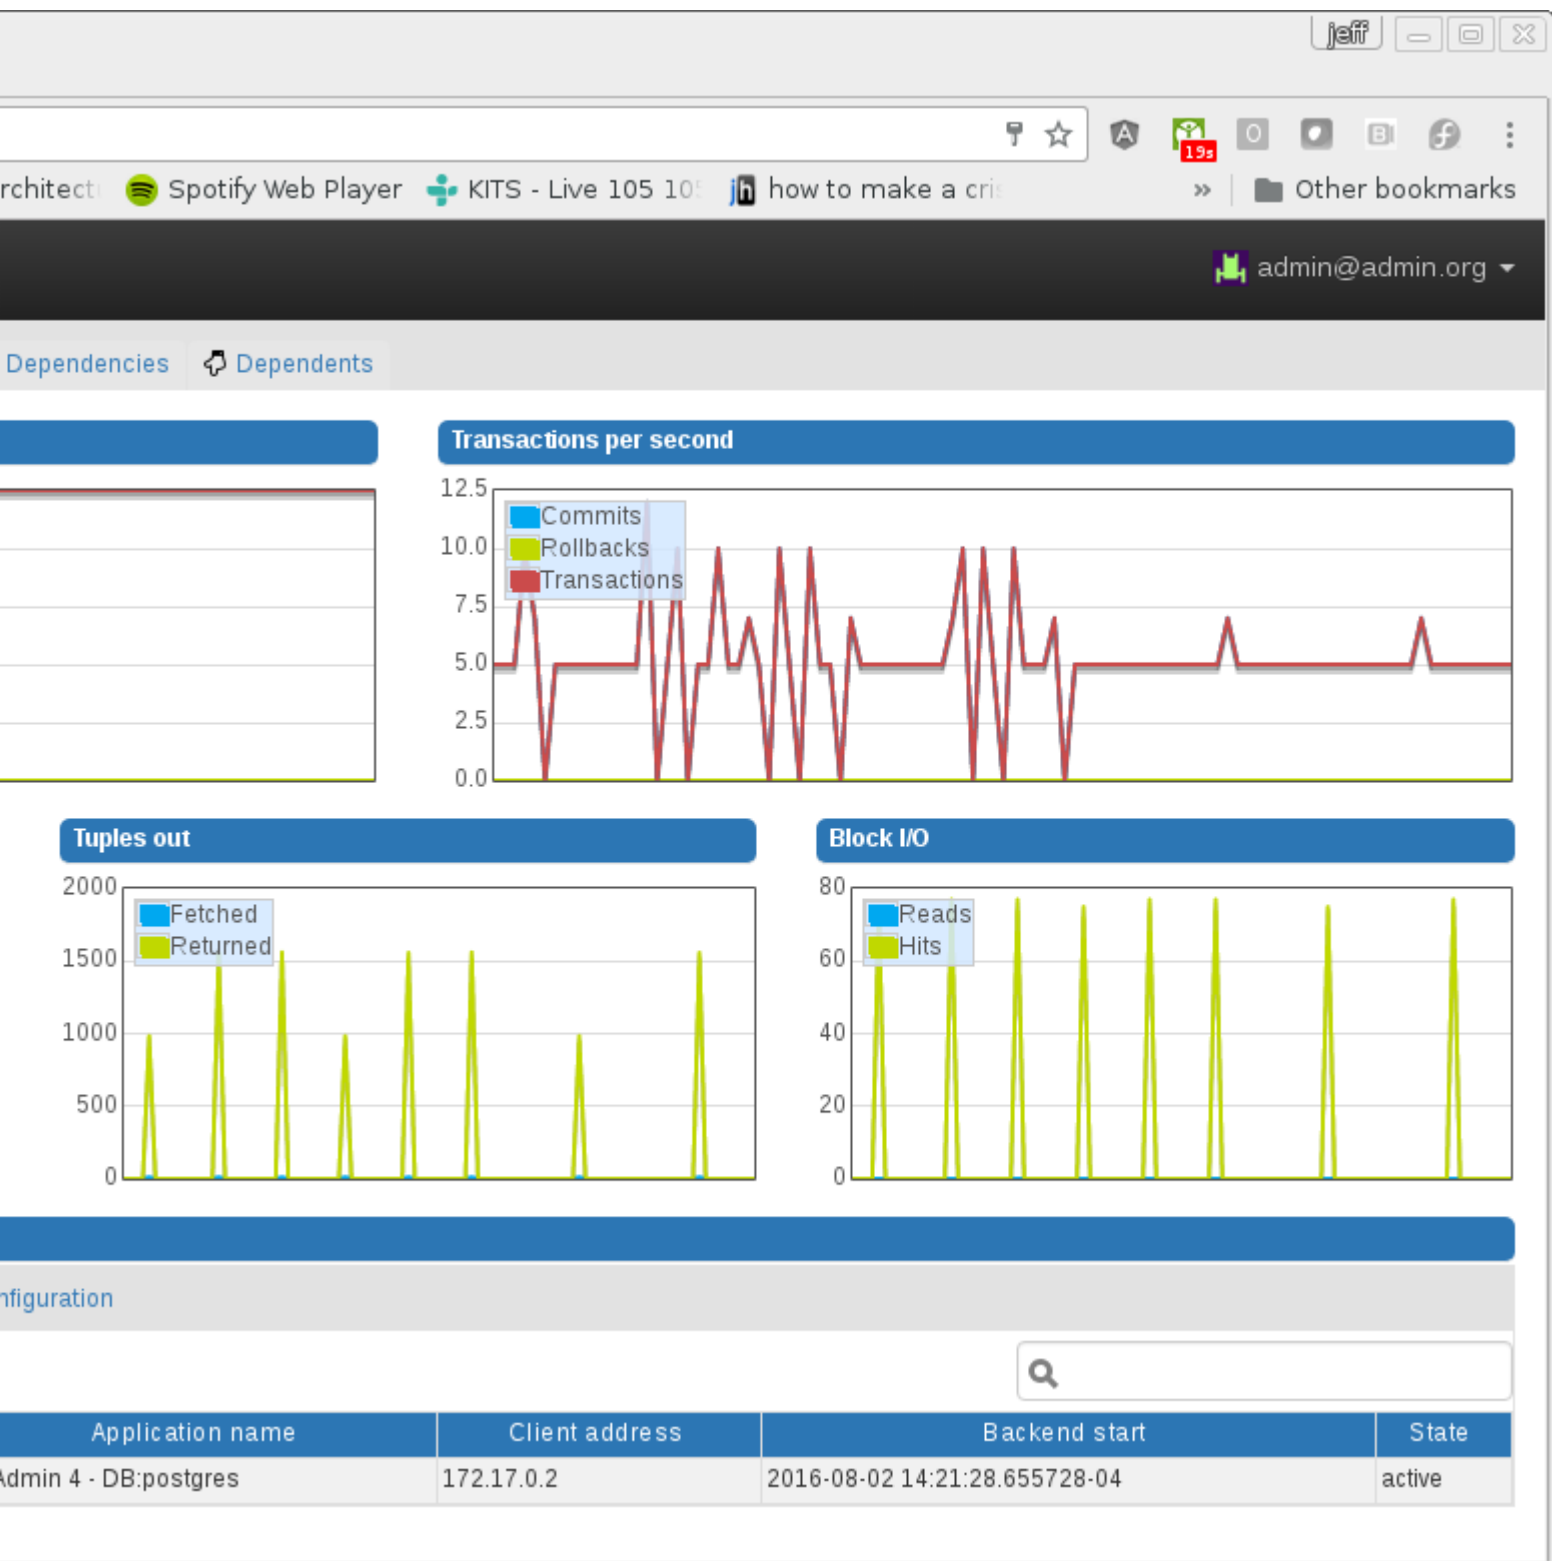 jeff
19s
rchitect
Spotify Web Player
KITS - Live 105 10
how to make a cri
»
Other bookmarks
admin@admin.org
Dependencies
Dependents
Transactions per second
12.5
10.0
7.5
5.0
2.5
0.0
Commits
Rollbacks
Transactions
Tuples out
2000
1500
1000
500
0
Fetched
Returned
Block I/O
80
60
40
20
0
Reads
Hits
nfiguration
Application name Client address Backend start State
Admin 4 - DB:postgres 172.17.0.2 2016-08-02 14:21:28.655728-04 active